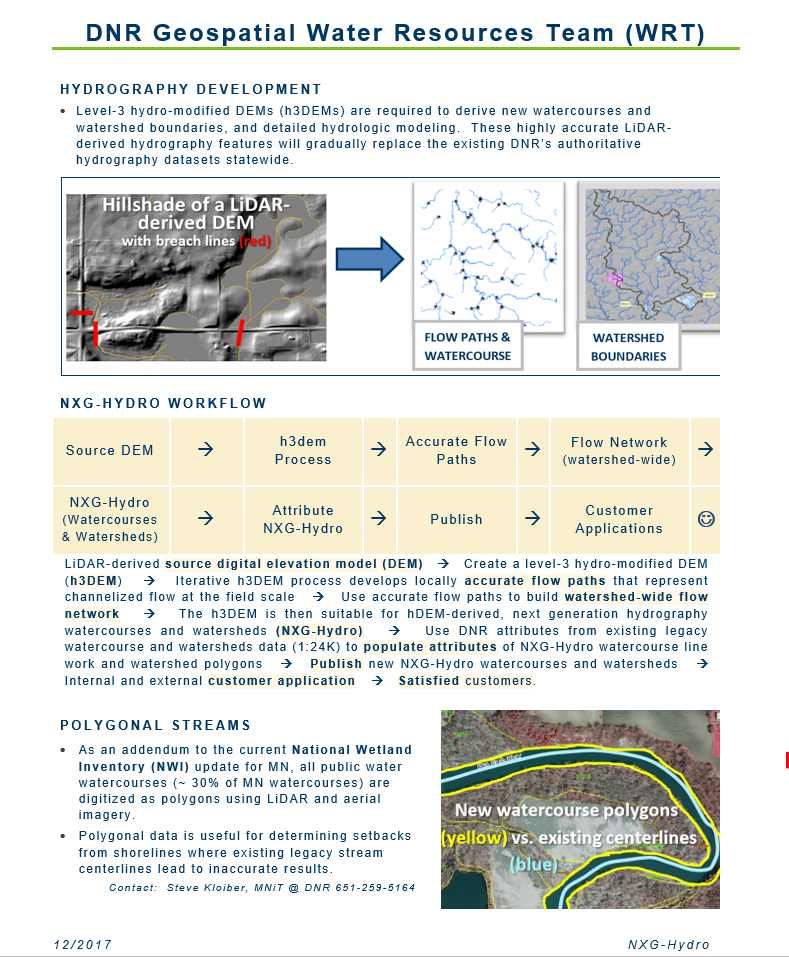 DNR Geospatial Water Resources Team (WRT)
HYDROGRAPHY DEVELOPMENT
• Level-3 hydro-modified DEMs (h3DEMs) are required to derive new watercourses and
watershed boundaries, and detailed hydrologic modeling. These highly accurate LiDAR-
derived hydrography features will gradually replace the existing DNR's authoritative
hydrography datasets statewide.
Hillshade of a LiDAR-
derived DEM
with breach lines (red)
FLOW PATHS &
WATERCOURSE
WATERSHED
BOUNDARIES
NXG-HYDRO WORKFLOW
Source DEM → h3dem Process → Accurate Flow Paths → Flow Network (watershed-wide) →
NXG-Hydro (Watercourses & Watersheds) → Attribute NXG-Hydro → Publish → Customer Applications ☺
LiDAR-derived source digital elevation model (DEM) → Create a level-3 hydro-modified DEM
(h3DEM) → Iterative h3DEM process develops locally accurate flow paths that represent
channelized flow at the field scale → Use accurate flow paths to build watershed-wide flow
network → The h3DEM is then suitable for hDEM-derived, next generation hydrography
watercourses and watersheds (NXG-Hydro) → Use DNR attributes from existing legacy
watercourse and watersheds data (1:24K) to populate attributes of NXG-Hydro watercourse line
work and watershed polygons → Publish new NXG-Hydro watercourses and watersheds →
Internal and external customer application → Satisfied customers.
POLYGONAL STREAMS
• As an addendum to the current National Wetland
Inventory (NWI) update for MN, all public water
watercourses (~ 30% of MN watercourses) are
digitized as polygons using LiDAR and aerial
imagery.
• Polygonal data is useful for determining setbacks
from shorelines where existing legacy stream
centerlines lead to inaccurate results.
Contact: Steve Kloiber, MNiT @ DNR 651-259-5164
New watercourse polygons
(yellow) vs. existing centerlines
(blue)
12/2017
NXG-Hydro